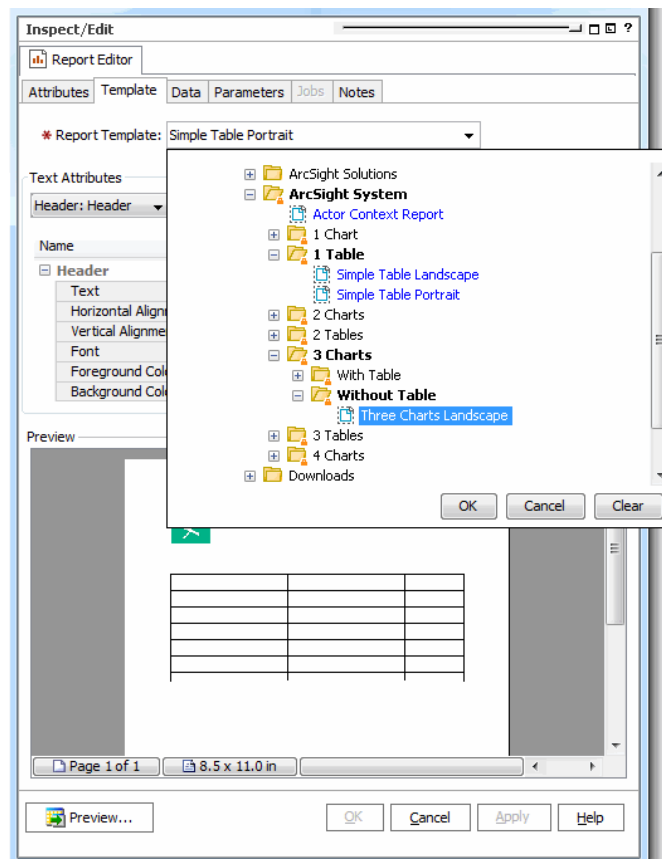 Inspect/Edit ?
Report Editor
Attributes Template Data Parameters Jobs Notes
* Report Template: Simple Table Portrait
Text Attributes
Header: Header
Name
Header
Text
Horizontal Alignn
Vertical Alignme
Font
Foreground Col
Background Col
ArcSight Solutions
ArcSight System
Actor Context Report
1 Chart
1 Table
Simple Table Landscape
Simple Table Portrait
2 Charts
2 Tables
3 Charts
With Table
Without Table
Three Charts Landscape
3 Tables
4 Charts
Downloads
OK Cancel Clear
Preview
Page 1 of 1 8.5 x 11.0 in
Preview... OK Cancel Apply Help